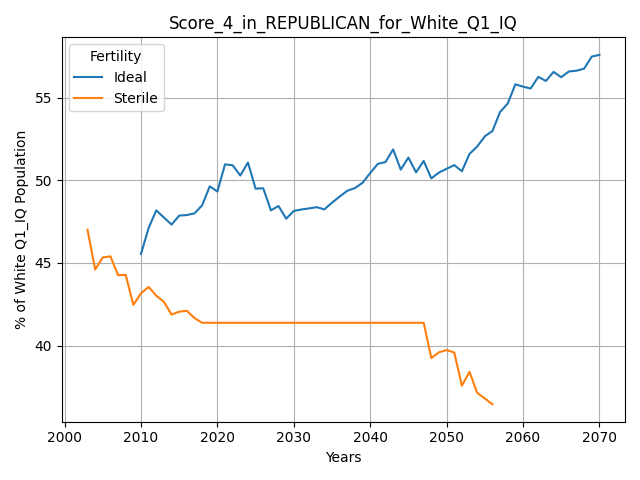 Score_4_in_REPUBLICAN_for_White_Q1_IQ
Fertility
Ideal
Sterile
% of White Q1_IQ Population
55
50
45
40
2000 2010 2020 2030 2040 2050 2060 2070
Years